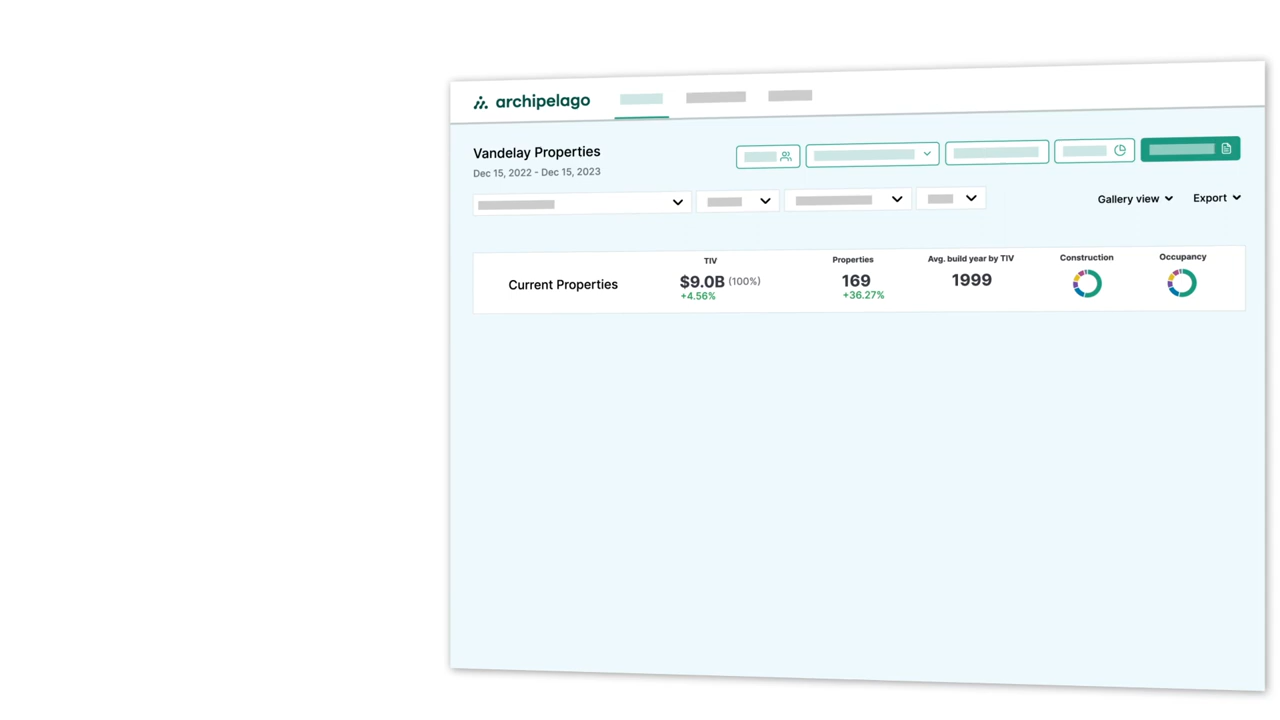 archipelago
Vandelay Properties
Dec 15, 2022 - Dec 15, 2023
Gallery view
Export
Current Properties
TIV
$9.0B (100%)
+4.56%
Properties
169
+36.27%
Avg. build year by TIV
1999
Construction
Occupancy